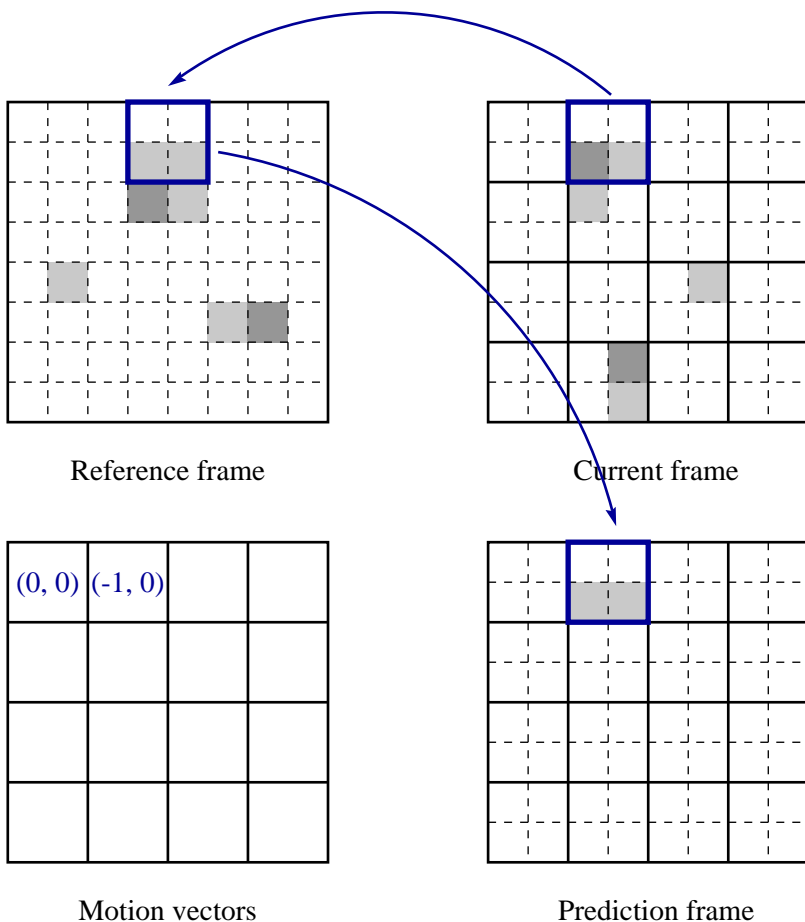 Reference frame
Current frame
(0, 0) (-1, 0)
Motion vectors
Prediction frame